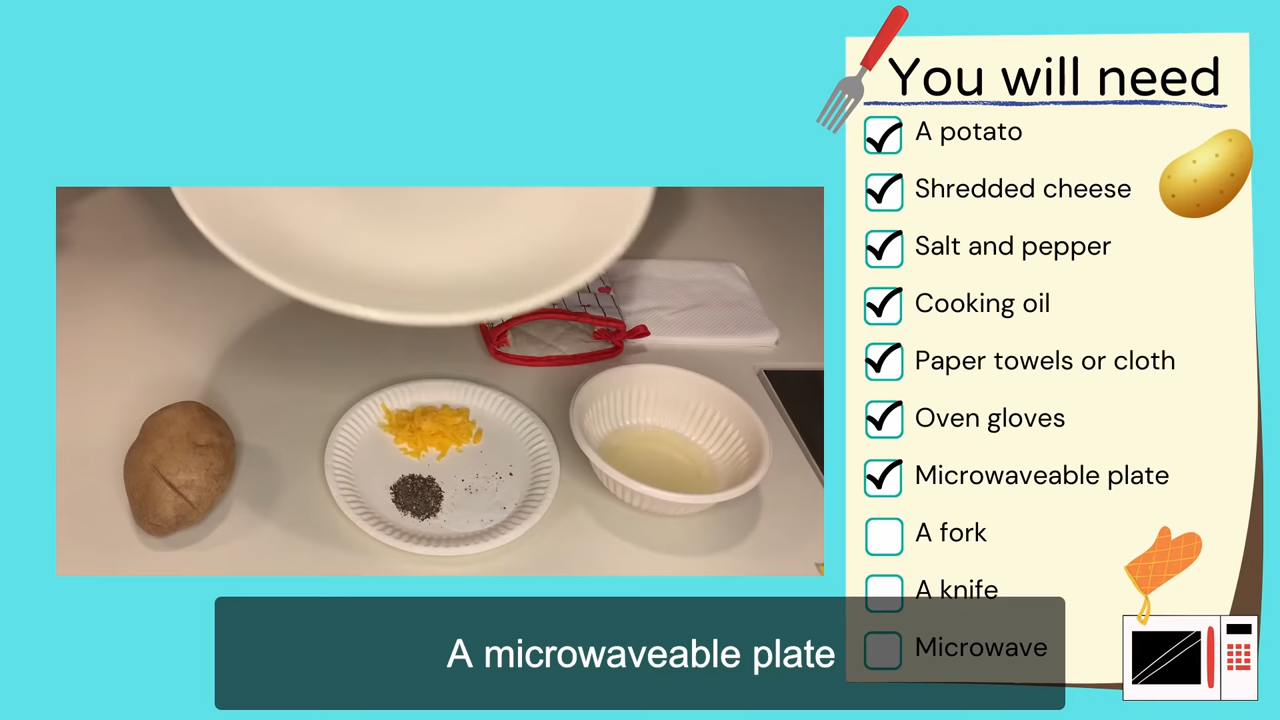 You will need
A potato
Shredded cheese
Salt and pepper
Cooking oil
Paper towels or cloth
Oven gloves
Microwaveable plate
A fork
A knife
Microwave
A microwaveable plate